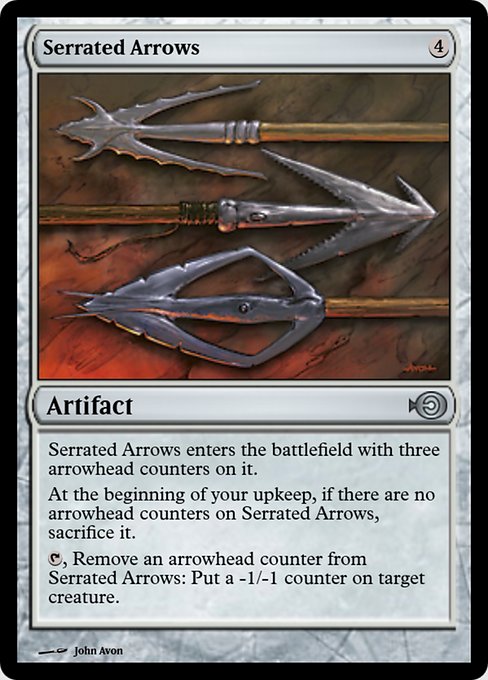 Serrated Arrows 4
Artifact
Serrated Arrows enters the battlefield with three
arrowhead counters on it.
At the beginning of your upkeep, if there are no
arrowhead counters on Serrated Arrows,
sacrifice it.
, Remove an arrowhead counter from
Serrated Arrows: Put a -1/-1 counter on target
creature.
John Avon